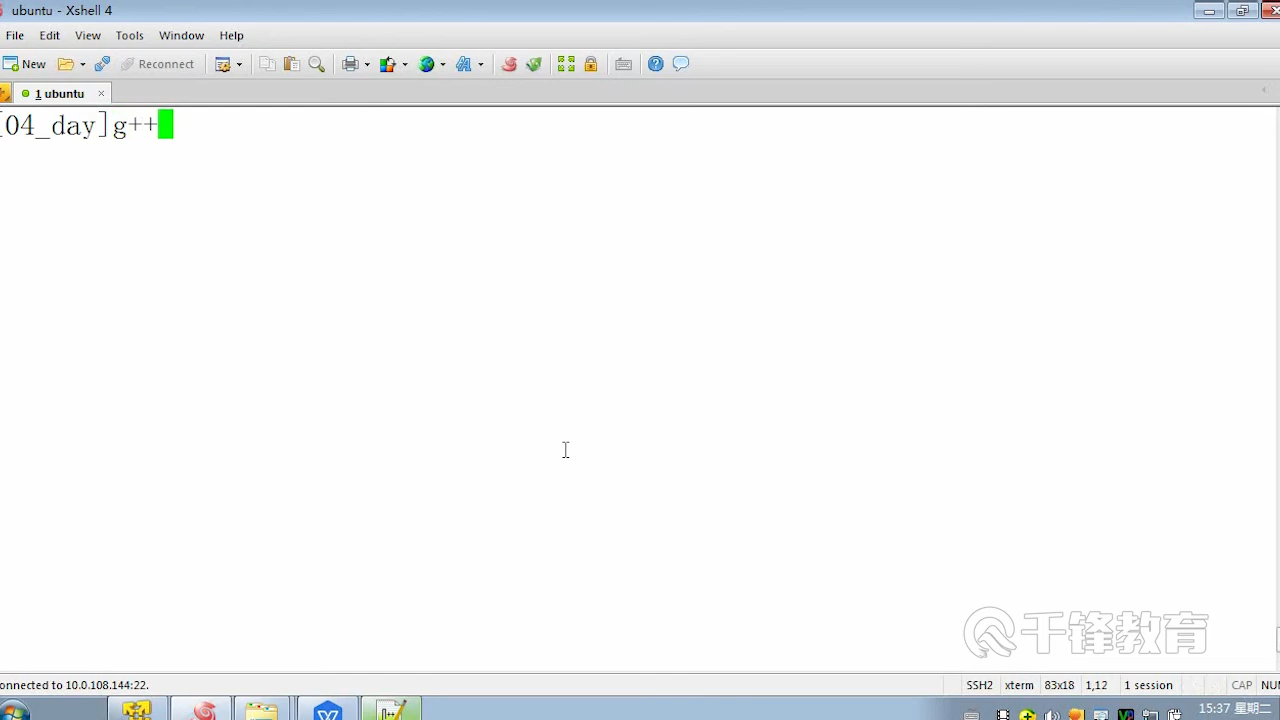 ubuntu - Xshell 4
File Edit View Tools Window Help
New Reconnect
1 ubuntu
[04_day]g++
千锋教育
onnected to 10.0.108.144:22.
SSH2 xterm 83x18 1,12 1 session CAP NUM
15:37 星期二